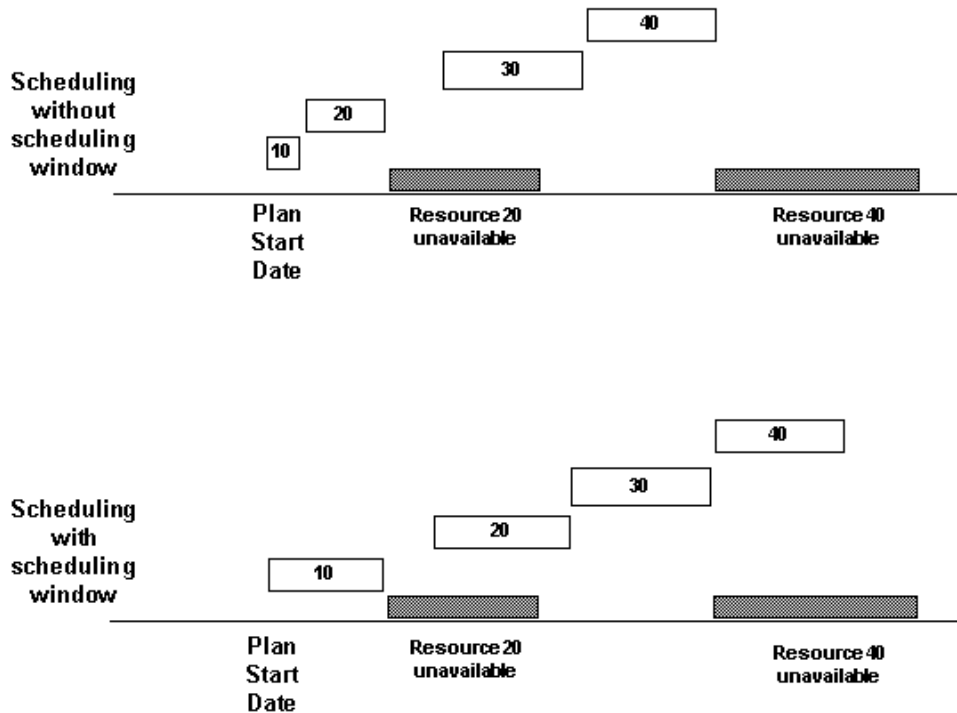 40
30
Scheduling
without
scheduling
window
20
10
Plan
Start
Date
Resource 20
unavailable
Resource 40
unavailable
40
30
Scheduling
with
scheduling
window
20
10
Plan
Start
Date
Resource 20
unavailable
Resource 40
unavailable